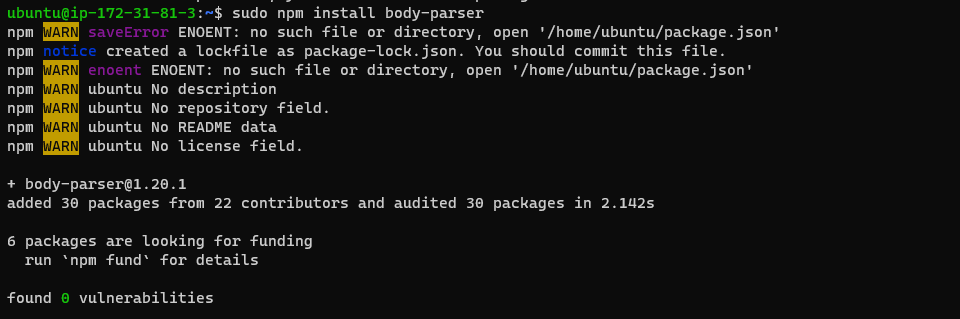 ubuntu@ip-172-31-81-3:~$ sudo npm install body-parser
npm WARN saveError ENOENT: no such file or directory, open '/home/ubuntu/package.json'
npm notice created a lockfile as package-lock.json. You should commit this file.
npm WARN enoent ENOENT: no such file or directory, open '/home/ubuntu/package.json'
npm WARN ubuntu No description
npm WARN ubuntu No repository field.
npm WARN ubuntu No README data
npm WARN ubuntu No license field.

+ body-parser@1.20.1
added 30 packages from 22 contributors and audited 30 packages in 2.142s

6 packages are looking for funding
  run `npm fund` for details

found 0 vulnerabilities